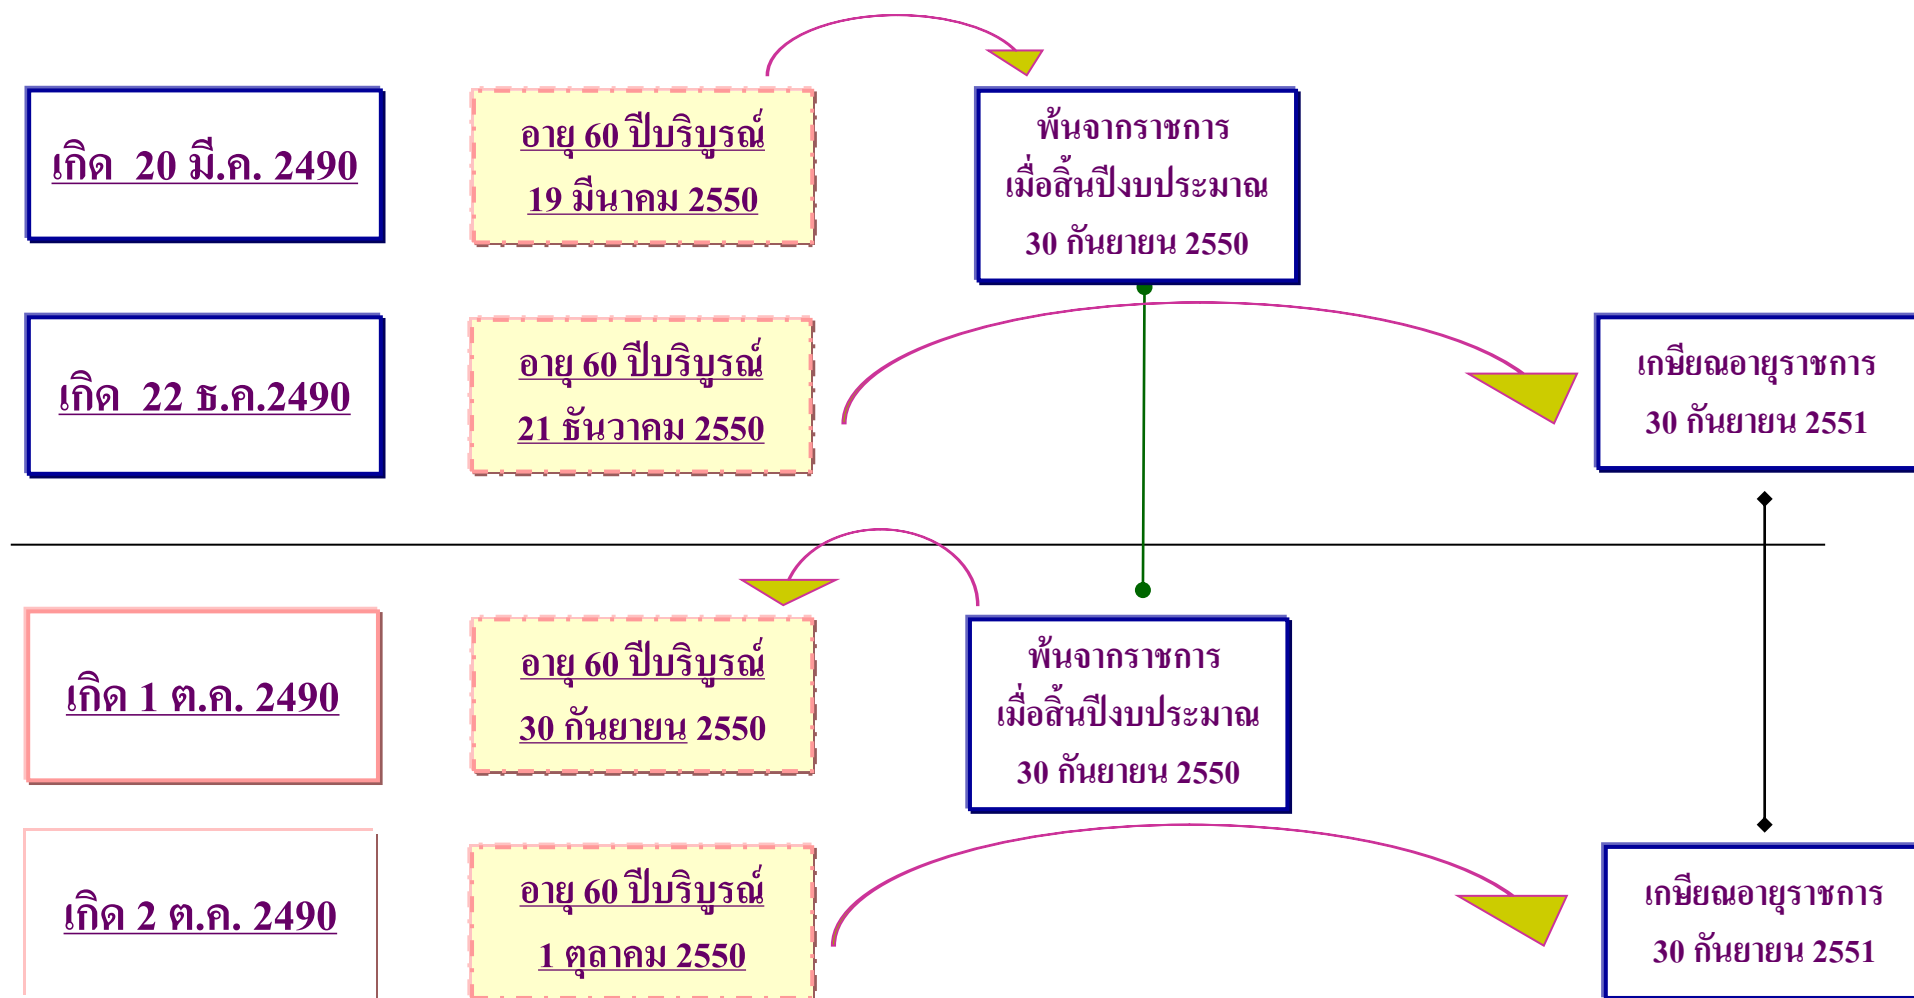 เกิด 20 มี.ค. 2490
อายุ 60 ปีบริบูรณ์
19 มีนาคม 2550
พ้นจากราชการ
เมื่อสิ้นปีงบประมาณ
30 กันยายน 2550
เกิด 22 ธ.ค.2490
อายุ 60 ปีบริบูรณ์
21 ธันวาคม 2550
เกษียณอายุราชการ
30 กันยายน 2551
เกิด 1 ต.ค. 2490
อายุ 60 ปีบริบูรณ์
30 กันยายน 2550
พ้นจากราชการ
เมื่อสิ้นปีงบประมาณ
30 กันยายน 2550
เกิด 2 ต.ค. 2490
อายุ 60 ปีบริบูรณ์
1 ตุลาคม 2550
เกษียณอายุราชการ
30 กันยายน 2551